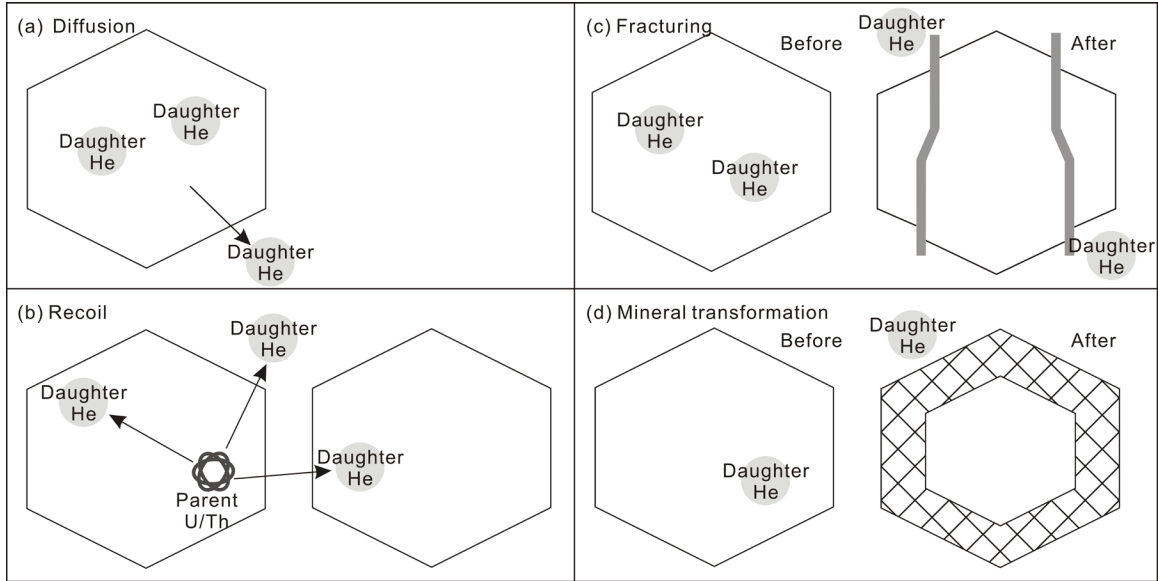 (a) Diffusion
Daughter
He
Daughter
He
Daughter
He
(b) Recoil
Daughter
He
Daughter
He
Daughter
He
Parent
U/Th
(c) Fracturing
Before
Daughter
He
After
Daughter
He
Daughter
He
Daughter
He
(d) Mineral transformation
Before
Daughter
He
After
Daughter
He